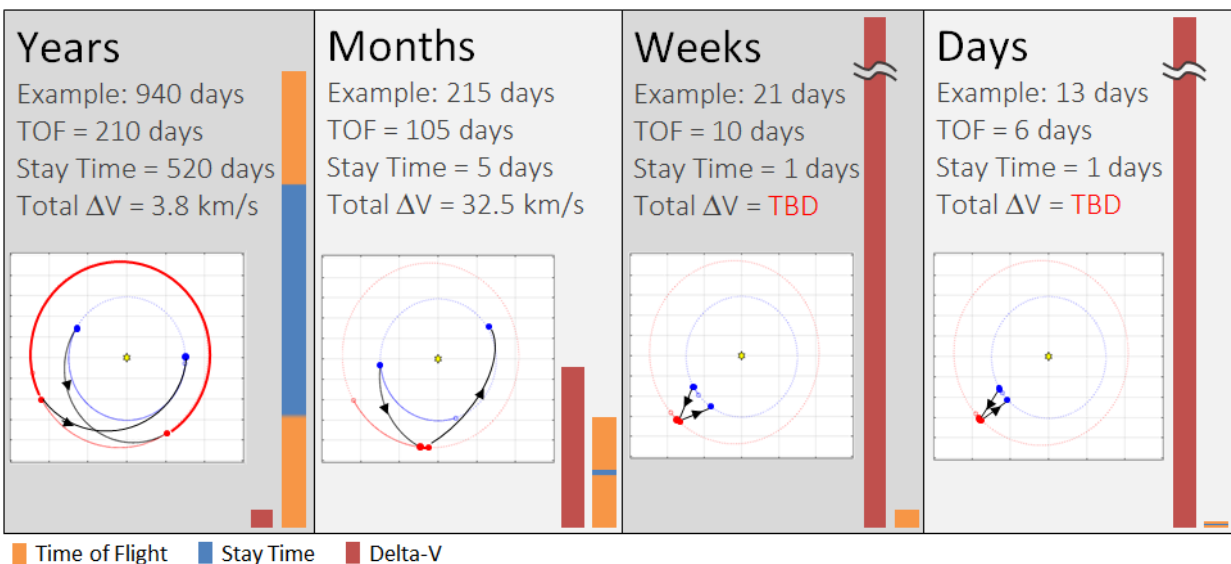 Years
Example: 940 days
TOF = 210 days
Stay Time = 520 days
Total ΔV = 3.8 km/s
Months
Example: 215 days
TOF = 105 days
Stay Time = 5 days
Total ΔV = 32.5 km/s
Weeks
Example: 21 days
TOF = 10 days
Stay Time = 1 days
Total ΔV = TBD
Days
Example: 13 days
TOF = 6 days
Stay Time = 1 days
Total ΔV = TBD
Time of Flight
Stay Time
Delta-V